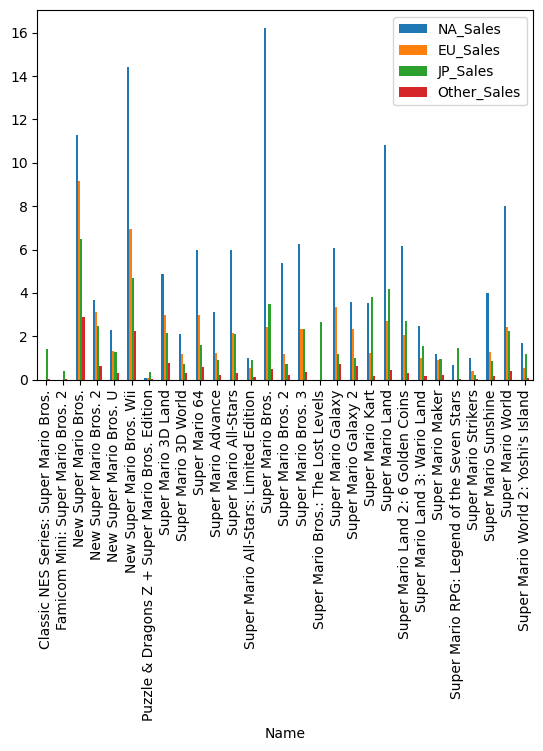 16
14
12
10
8
6
4
2
0
NA_Sales
EU_Sales
JP_Sales
Other_Sales
Classic NES Series: Super Mario Bros.
Famicom Mini: Super Mario Bros. 2
New Super Mario Bros.
New Super Mario Bros. 2
New Super Mario Bros. U
New Super Mario Bros. Wii
Puzzle & Dragons Z + Super Mario Bros. Edition
Super Mario 3D Land
Super Mario 3D World
Super Mario 64
Super Mario Advance
Super Mario All-Stars
Super Mario All-Stars: Limited Edition
Super Mario Bros.
Super Mario Bros. 2
Super Mario Bros. 3
Super Mario Bros.: The Lost Levels
Super Mario Galaxy
Super Mario Galaxy 2
Super Mario Kart
Super Mario Land
Super Mario Land 2: 6 Golden Coins
Super Mario Land 3: Wario Land
Super Mario Maker
Super Mario RPG: Legend of the Seven Stars
Super Mario Strikers
Super Mario Sunshine
Super Mario World
Super Mario World 2: Yoshi's Island
Name